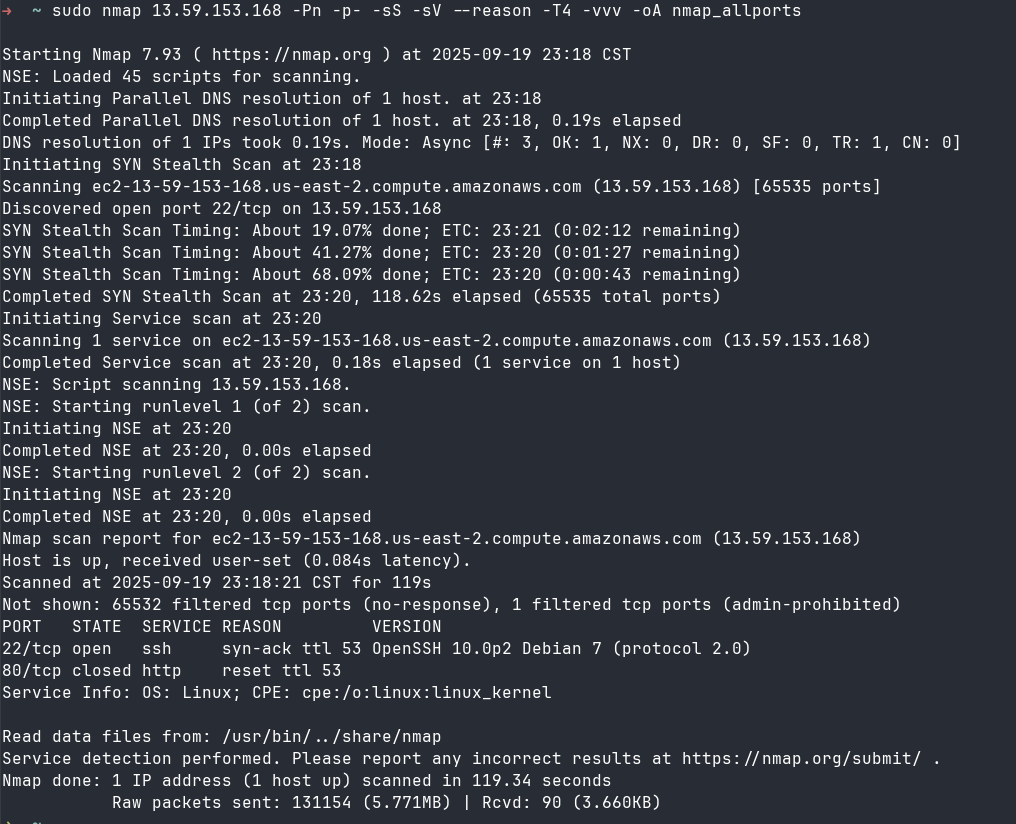 →  ~ sudo nmap 13.59.153.168 -Pn -p- -sS -sV --reason -T4 -vvv -oA nmap_allports
Starting Nmap 7.93 ( https://nmap.org ) at 2025-09-19 23:18 CST
NSE: Loaded 45 scripts for scanning.
Initiating Parallel DNS resolution of 1 host. at 23:18
Completed Parallel DNS resolution of 1 host. at 23:18, 0.19s elapsed
DNS resolution of 1 IPs took 0.19s. Mode: Async [#: 3, OK: 1, NX: 0, DR: 0, SF: 0, TR: 1, CN: 0]
Initiating SYN Stealth Scan at 23:18
Scanning ec2-13-59-153-168.us-east-2.compute.amazonaws.com (13.59.153.168) [65535 ports]
Discovered open port 22/tcp on 13.59.153.168
SYN Stealth Scan Timing: About 19.07% done; ETC: 23:21 (0:02:12 remaining)
SYN Stealth Scan Timing: About 41.27% done; ETC: 23:20 (0:01:27 remaining)
SYN Stealth Scan Timing: About 68.09% done; ETC: 23:20 (0:00:43 remaining)
Completed SYN Stealth Scan at 23:20, 118.62s elapsed (65535 total ports)
Initiating Service scan at 23:20
Scanning 1 service on ec2-13-59-153-168.us-east-2.compute.amazonaws.com (13.59.153.168)
Completed Service scan at 23:20, 0.18s elapsed (1 service on 1 host)
NSE: Script scanning 13.59.153.168.
NSE: Starting runlevel 1 (of 2) scan.
Initiating NSE at 23:20
Completed NSE at 23:20, 0.00s elapsed
NSE: Starting runlevel 2 (of 2) scan.
Initiating NSE at 23:20
Completed NSE at 23:20, 0.00s elapsed
Nmap scan report for ec2-13-59-153-168.us-east-2.compute.amazonaws.com (13.59.153.168)
Host is up, received user-set (0.084s latency).
Scanned at 2025-09-19 23:18:21 CST for 119s
Not shown: 65532 filtered tcp ports (no-response), 1 filtered tcp ports (admin-prohibited)
PORT   STATE  SERVICE REASON         VERSION
22/tcp open   ssh     syn-ack ttl 53 OpenSSH 10.0p2 Debian 7 (protocol 2.0)
80/tcp closed http    reset ttl 53
Service Info: OS: Linux; CPE: cpe:/o:linux:linux_kernel
Read data files from: /usr/bin/../share/nmap
Service detection performed. Please report any incorrect results at https://nmap.org/submit/ .
Nmap done: 1 IP address (1 host up) scanned in 119.34 seconds
           Raw packets sent: 131154 (5.771MB) | Rcvd: 90 (3.660KB)